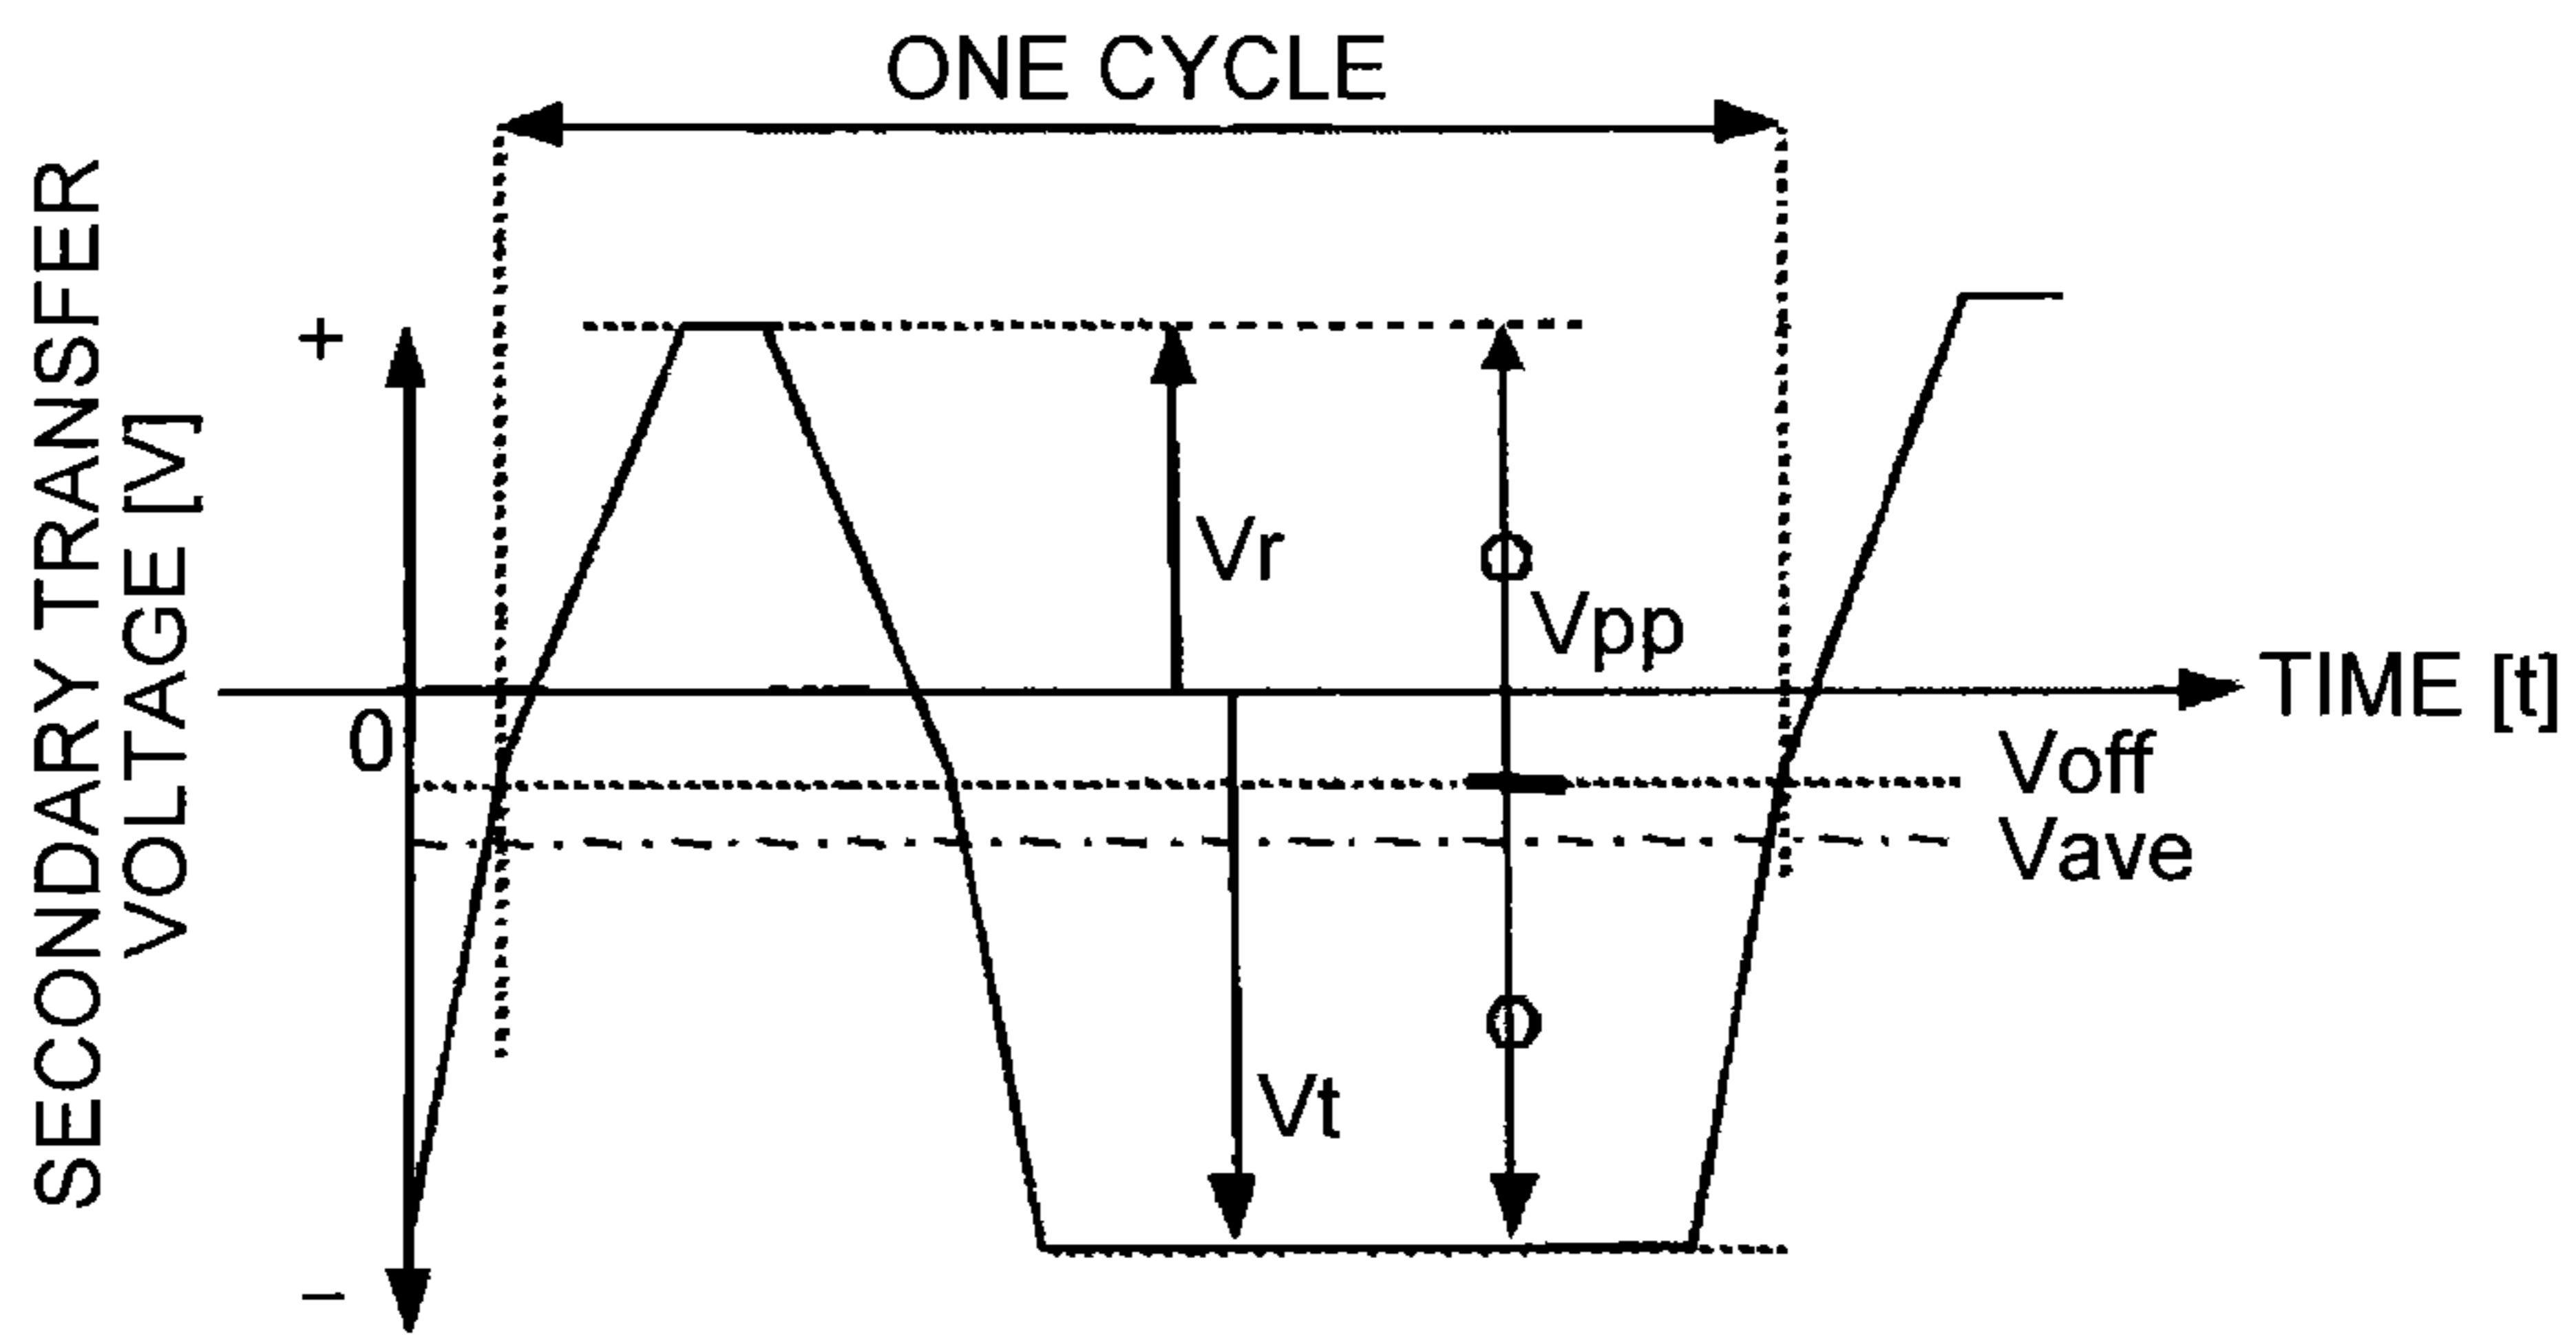 ONE CYCLE
SECONDARY TRANSFER
VOLTAGE [V]
+
Vr
Vpp
TIME [t]
0
Voff
Vave
Vt
−